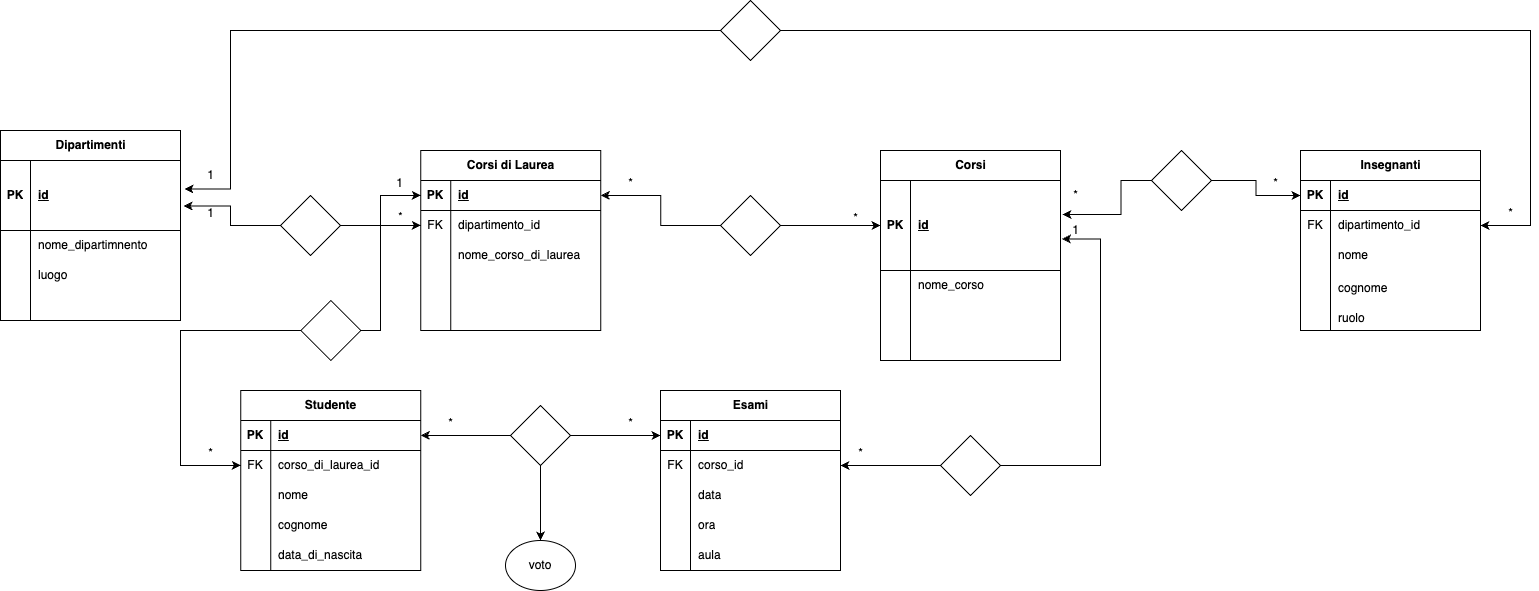 Dipartimenti
PK id
nome_dipartimnento
luogo
1
1
*
1
Corsi di Laurea
PK id
FK dipartimento_id
nome_corso_di_laurea
*
*
Corsi
PK id
nome_corso
*
1
*
Insegnanti
PK id
FK dipartimento_id
nome
cognome
ruolo
*
*
Studente
PK id
FK corso_di_laurea_id
nome
cognome
data_di_nascita
*
*
voto
Esami
PK id
FK corso_id
data
ora
aula
*